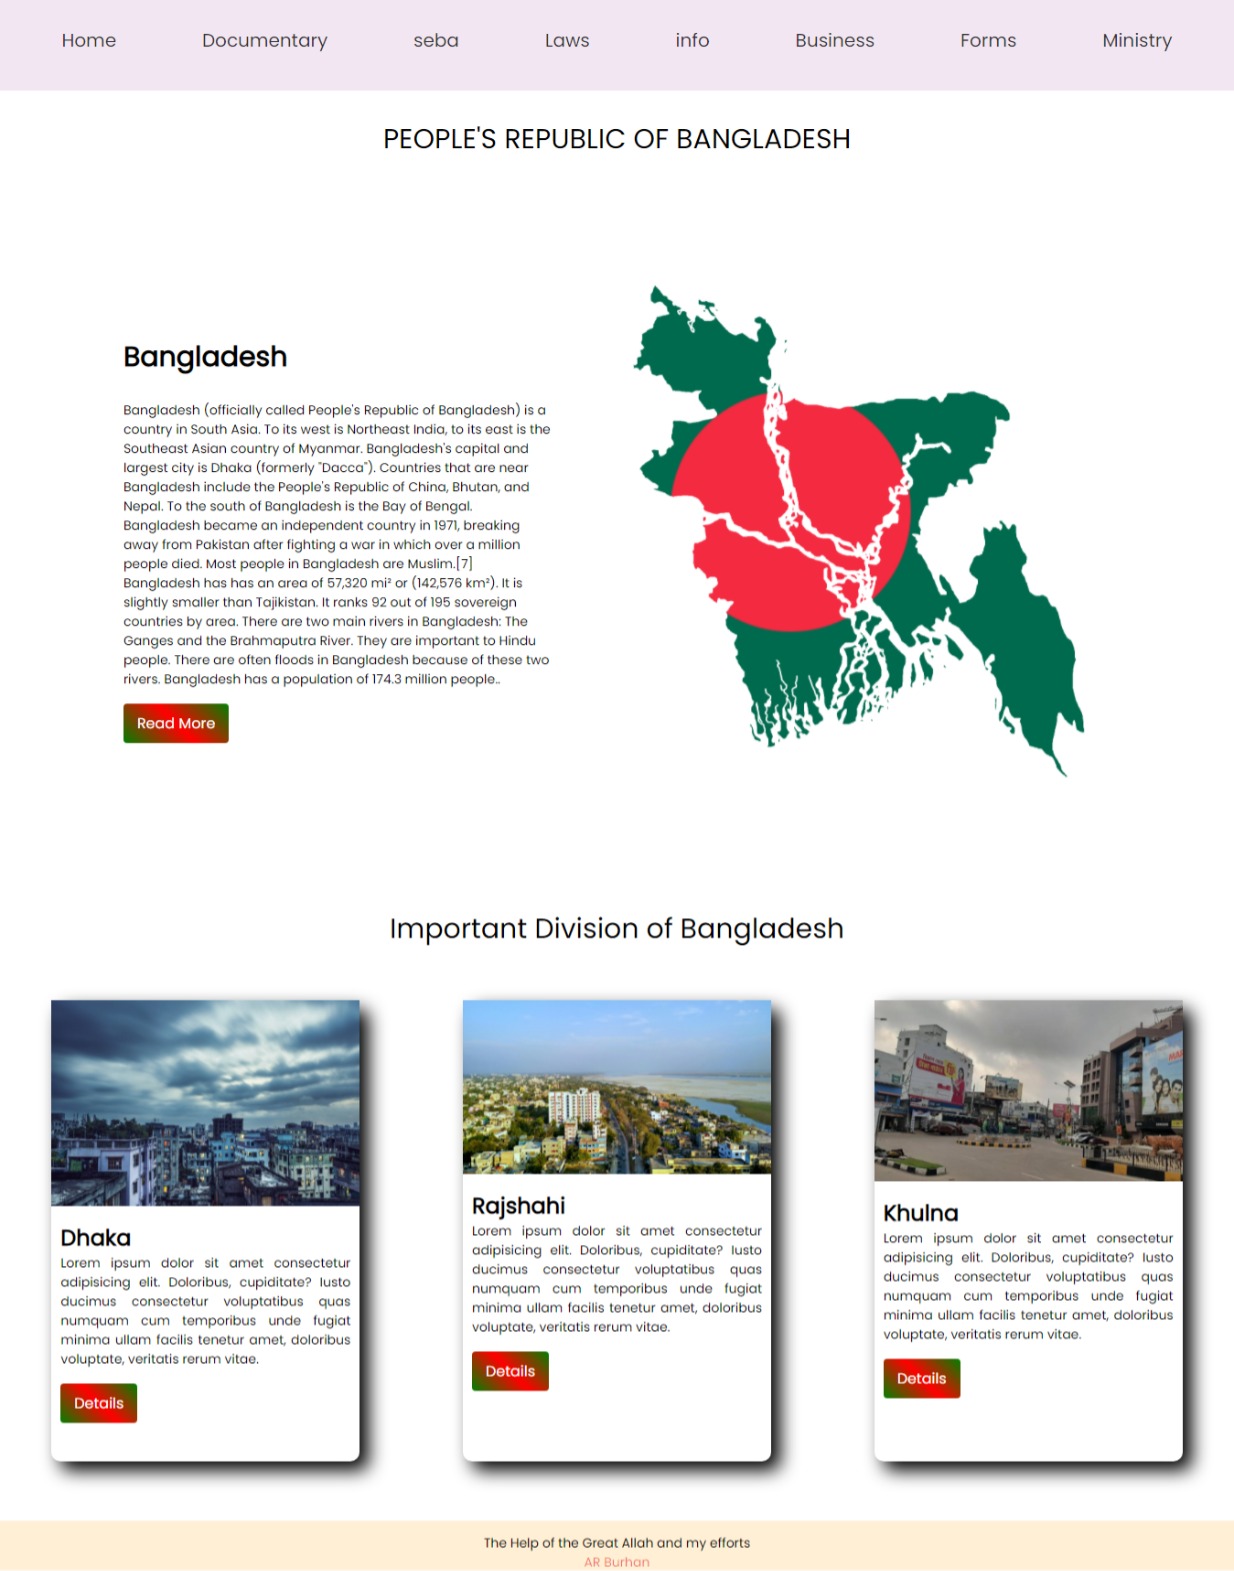 Home Documentary seba Laws info Business Forms Ministry
PEOPLE'S REPUBLIC OF BANGLADESH
Bangladesh
Bangladesh (officially called People's Republic of Bangladesh) is a
country in South Asia. To its west is Northeast India, to its east is the
Southeast Asian country of Myanmar. Bangladesh's capital and
largest city is Dhaka (formerly "Dacca"). Countries that are near
Bangladesh include the People's Republic of China, Bhutan, and
Nepal. To the south of Bangladesh is the Bay of Bengal.
Bangladesh became an independent country in 1971, breaking
away from Pakistan after fighting a war in which over a million
people died. Most people in Bangladesh are Muslim.[7]
Bangladesh has has an area of 57,320 mi² or (142,576 km²). It is
slightly smaller than Tajikistan. It ranks 92 out of 195 sovereign
countries by area. There are two main rivers in Bangladesh: The
Ganges and the Brahmaputra River. They are important to Hindu
people. There are often floods in Bangladesh because of these two
rivers. Bangladesh has a population of 174.3 million people..
Read More
Important Division of Bangladesh
Dhaka
Lorem ipsum dolor sit amet consectetur
adipisicing elit. Doloribus, cupiditate? Iusto
ducimus consectetur voluptatibus quas
numquam cum temporibus unde fugiat
minima ullam facilis tenetur amet, doloribus
voluptate, veritatis rerum vitae.
Details
Rajshahi
Lorem ipsum dolor sit amet consectetur
adipisicing elit. Doloribus, cupiditate? Iusto
ducimus consectetur voluptatibus quas
numquam cum temporibus unde fugiat
minima ullam facilis tenetur amet, doloribus
voluptate, veritatis rerum vitae.
Details
Khulna
Lorem ipsum dolor sit amet consectetur
adipisicing elit. Doloribus, cupiditate? Iusto
ducimus consectetur voluptatibus quas
numquam cum temporibus unde fugiat
minima ullam facilis tenetur amet, doloribus
voluptate, veritatis rerum vitae.
Details
The Help of the Great Allah and my efforts
AR Burhan